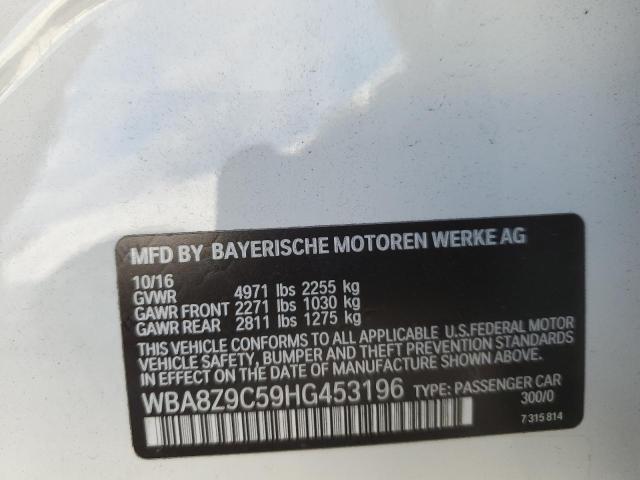 MFD BY BAYERISCHE MOTOREN WERKE AG
10/16
GVWR 4971 lbs 2255 kg
GAWR FRONT 2271 lbs 1030 kg
GAWR REAR 2811 lbs 1275 kg
THIS VEHICLE CONFORMS TO ALL APPLICABLE U.S.FEDERAL MOTOR
VEHICLE SAFETY, BUMPER AND THEFT PREVENTION STANDARDS
IN EFFECT ON THE DATE OF MANUFACTURE SHOWN ABOVE.
WBA8Z9C59HG453196 TYPE: PASSENGER CAR
300/0
7 315 814